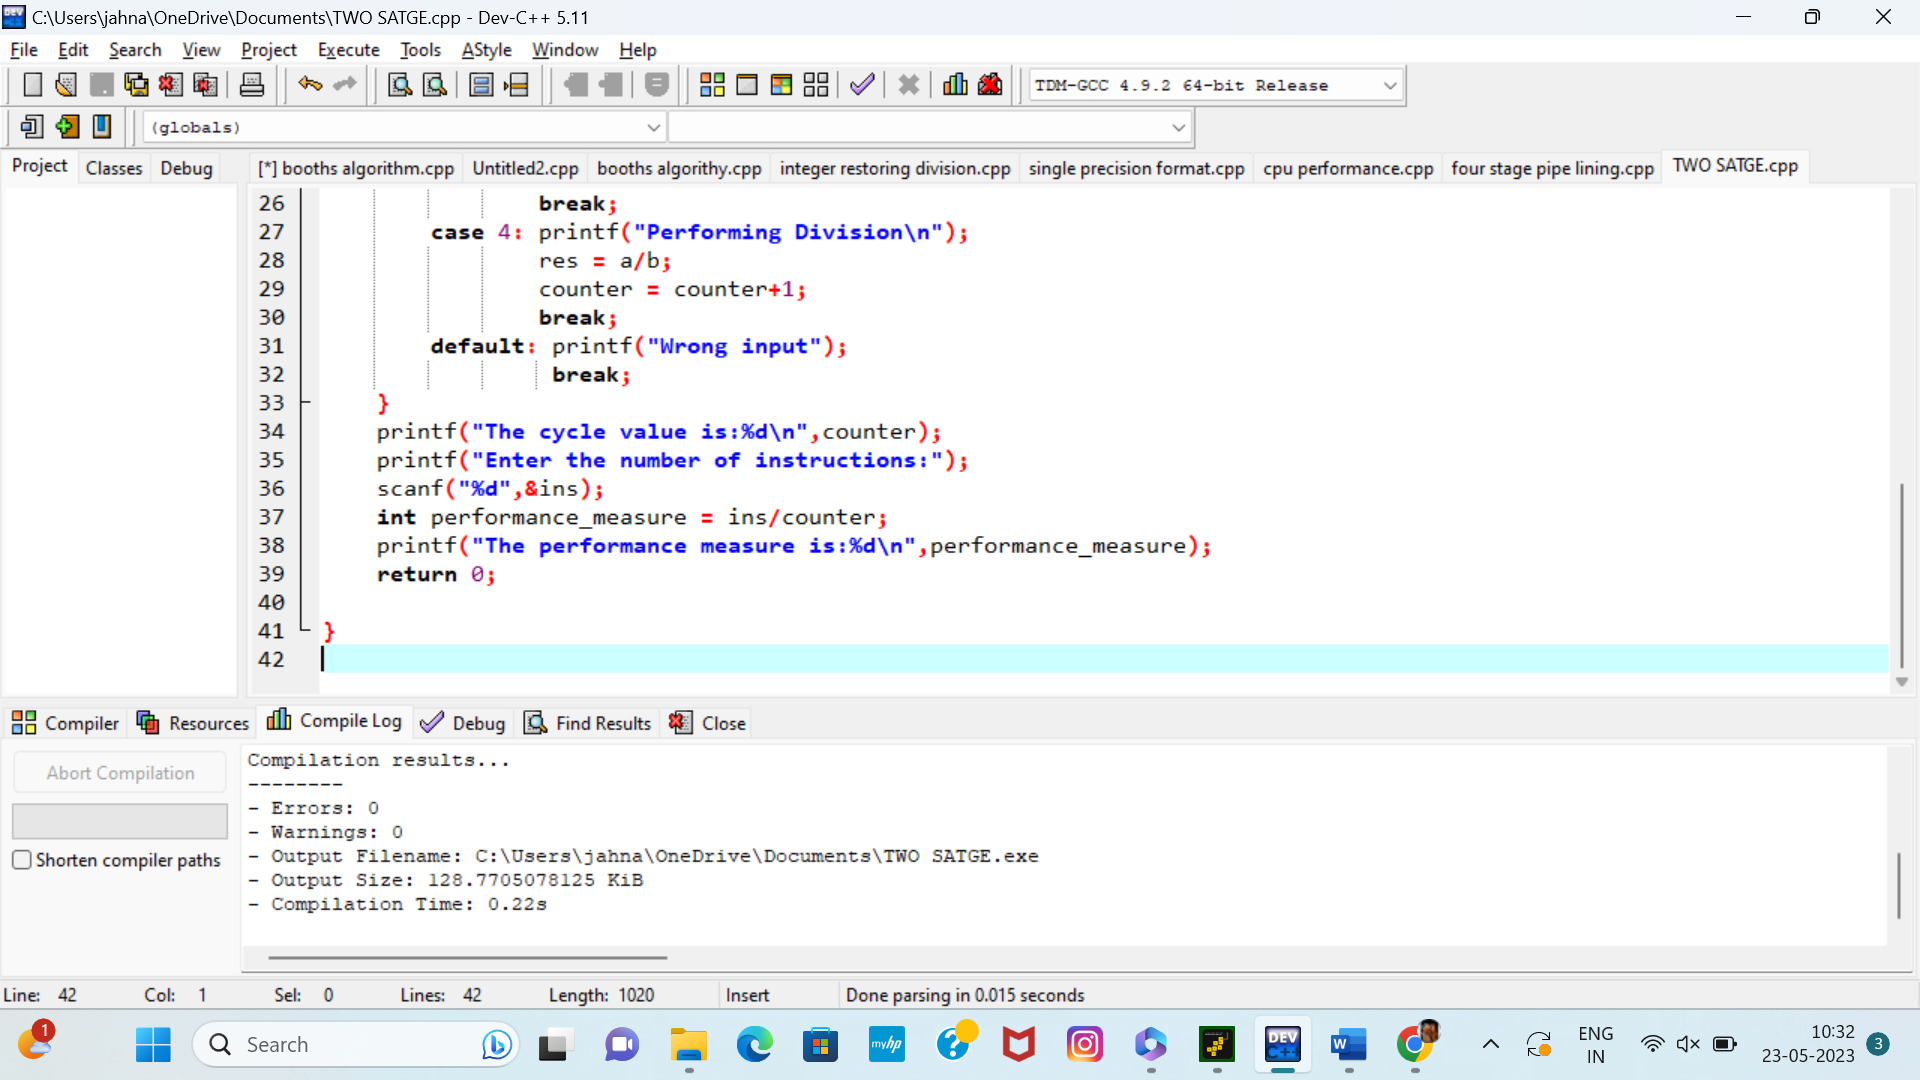 C:\Users\jahna\OneDrive\Documents\TWO SATGE.cpp - Dev-C++ 5.11
File Edit Search View Project Execute Tools AStyle Window Help
TDM-GCC 4.9.2 64-bit Release
(globals)
Project Classes Debug [*] booths algorithm.cpp Untitled2.cpp booths algorithy.cpp integer restoring division.cpp single precision format.cpp cpu performance.cpp four stage pipe lining.cpp TWO SATGE.cpp
26 break;
27 case 4: printf("Performing Division\n");
28 res = a/b;
29 counter = counter+1;
30 break;
31 default: printf("Wrong input");
32 break;
33 }
34 printf("The cycle value is:%d\n",counter);
35 printf("Enter the number of instructions:");
36 scanf("%d",&ins);
37 int performance_measure = ins/counter;
38 printf("The performance measure is:%d\n",performance_measure);
39 return 0;
40
41 }
42
Compiler Resources Compile Log Debug Find Results Close
Abort Compilation
Shorten compiler paths
Compilation results...
--------
- Errors: 0
- Warnings: 0
- Output Filename: C:\Users\jahna\OneDrive\Documents\TWO SATGE.exe
- Output Size: 128.7705078125 KiB
- Compilation Time: 0.22s
Line: 42 Col: 1 Sel: 0 Lines: 42 Length: 1020 Insert Done parsing in 0.015 seconds
1 Search myhp DEV C++ W ENG IN 10:32 23-05-2023 3